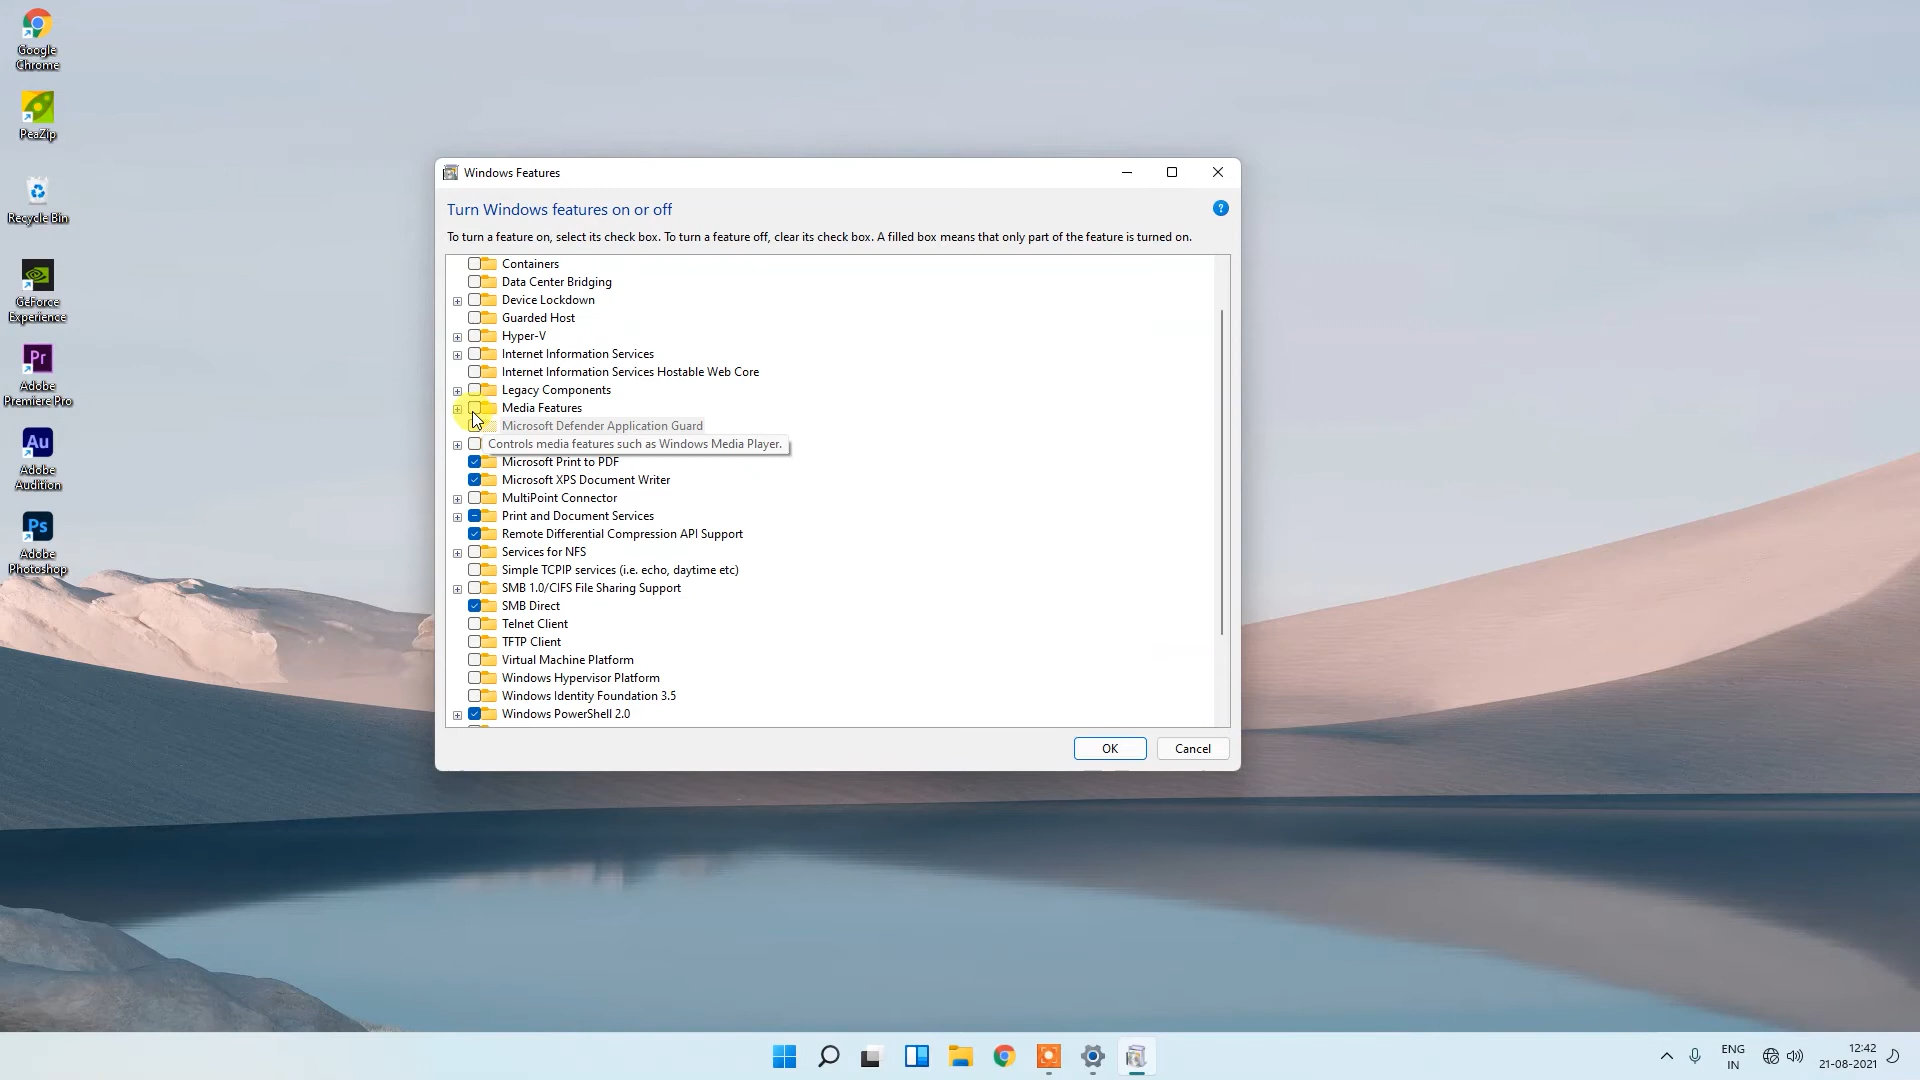 Google
Chrome
PeaZip
Recycle Bin
GeForce
Experience
Pr
Adobe
Premiere Pro
Au
Adobe
Audition
Ps
Adobe
Photoshop
Windows Features
Turn Windows features on or off
?
To turn a feature on, select its check box. To turn a feature off, clear its check box. A filled box means that only part of the feature is turned on.
Containers
Data Center Bridging
Device Lockdown
Guarded Host
Hyper-V
Internet Information Services
Internet Information Services Hostable Web Core
Legacy Components
Media Features
Microsoft Defender Application Guard
Controls media features such as Windows Media Player.
Microsoft Print to PDF
Microsoft XPS Document Writer
MultiPoint Connector
Print and Document Services
Remote Differential Compression API Support
Services for NFS
Simple TCPIP services (i.e. echo, daytime etc)
SMB 1.0/CIFS File Sharing Support
SMB Direct
Telnet Client
TFTP Client
Virtual Machine Platform
Windows Hypervisor Platform
Windows Identity Foundation 3.5
Windows PowerShell 2.0
OK
Cancel
ENG
IN
12:42
21-08-2021